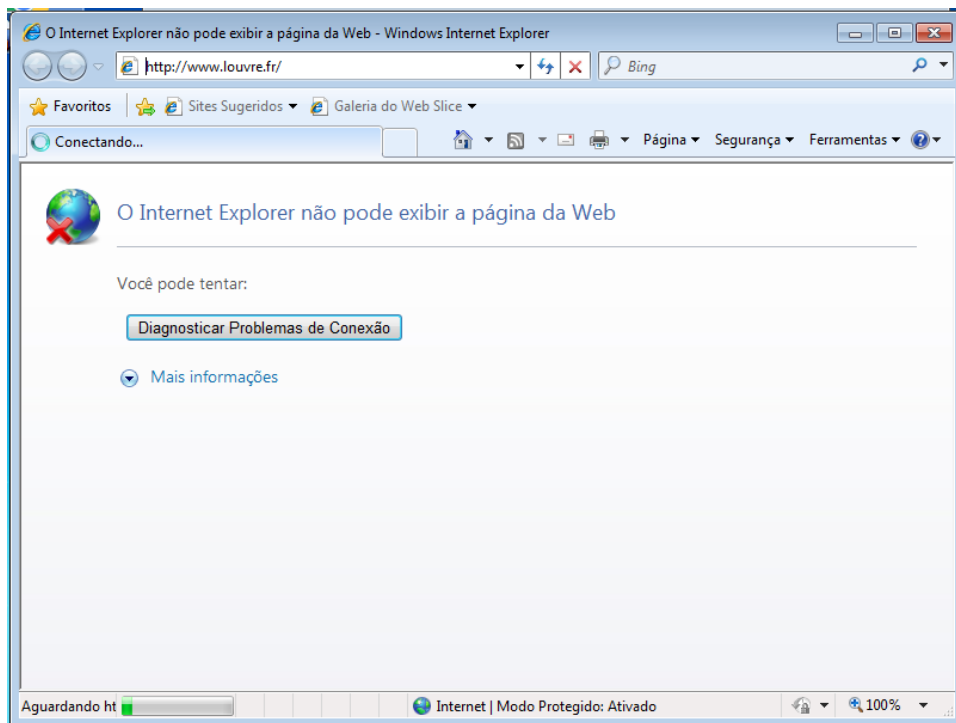 O Internet Explorer não pode exibir a página da Web - Windows Internet Explorer
http://www.louvre.fr/
Bing
Favoritos Sites Sugeridos Galeria do Web Slice
Conectando...
Página Segurança Ferramentas
O Internet Explorer não pode exibir a página da Web
Você pode tentar:
Diagnosticar Problemas de Conexão
Mais informações
Aguardando ht Internet | Modo Protegido: Ativado 100%